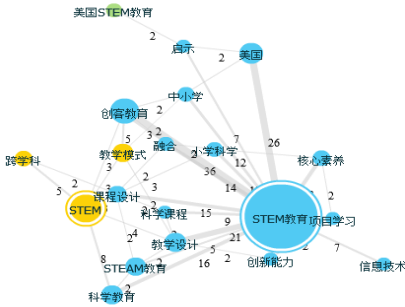 美国STEM教育
2
启示
美国
2
中小学
创客教育
2
7
26
5
3
2
融合
教学模式
2
小学科学
12
核心素养
跨学科
36
3
2
5
2
3
14
2
课程设计
3
STEM
2
2
科学课程
15
STEM教育
项目学习
9
2
4
教学设计
21
2
8
STEAM教育
5
2
创新能力
7
16
2
信息技术
科学教育
2